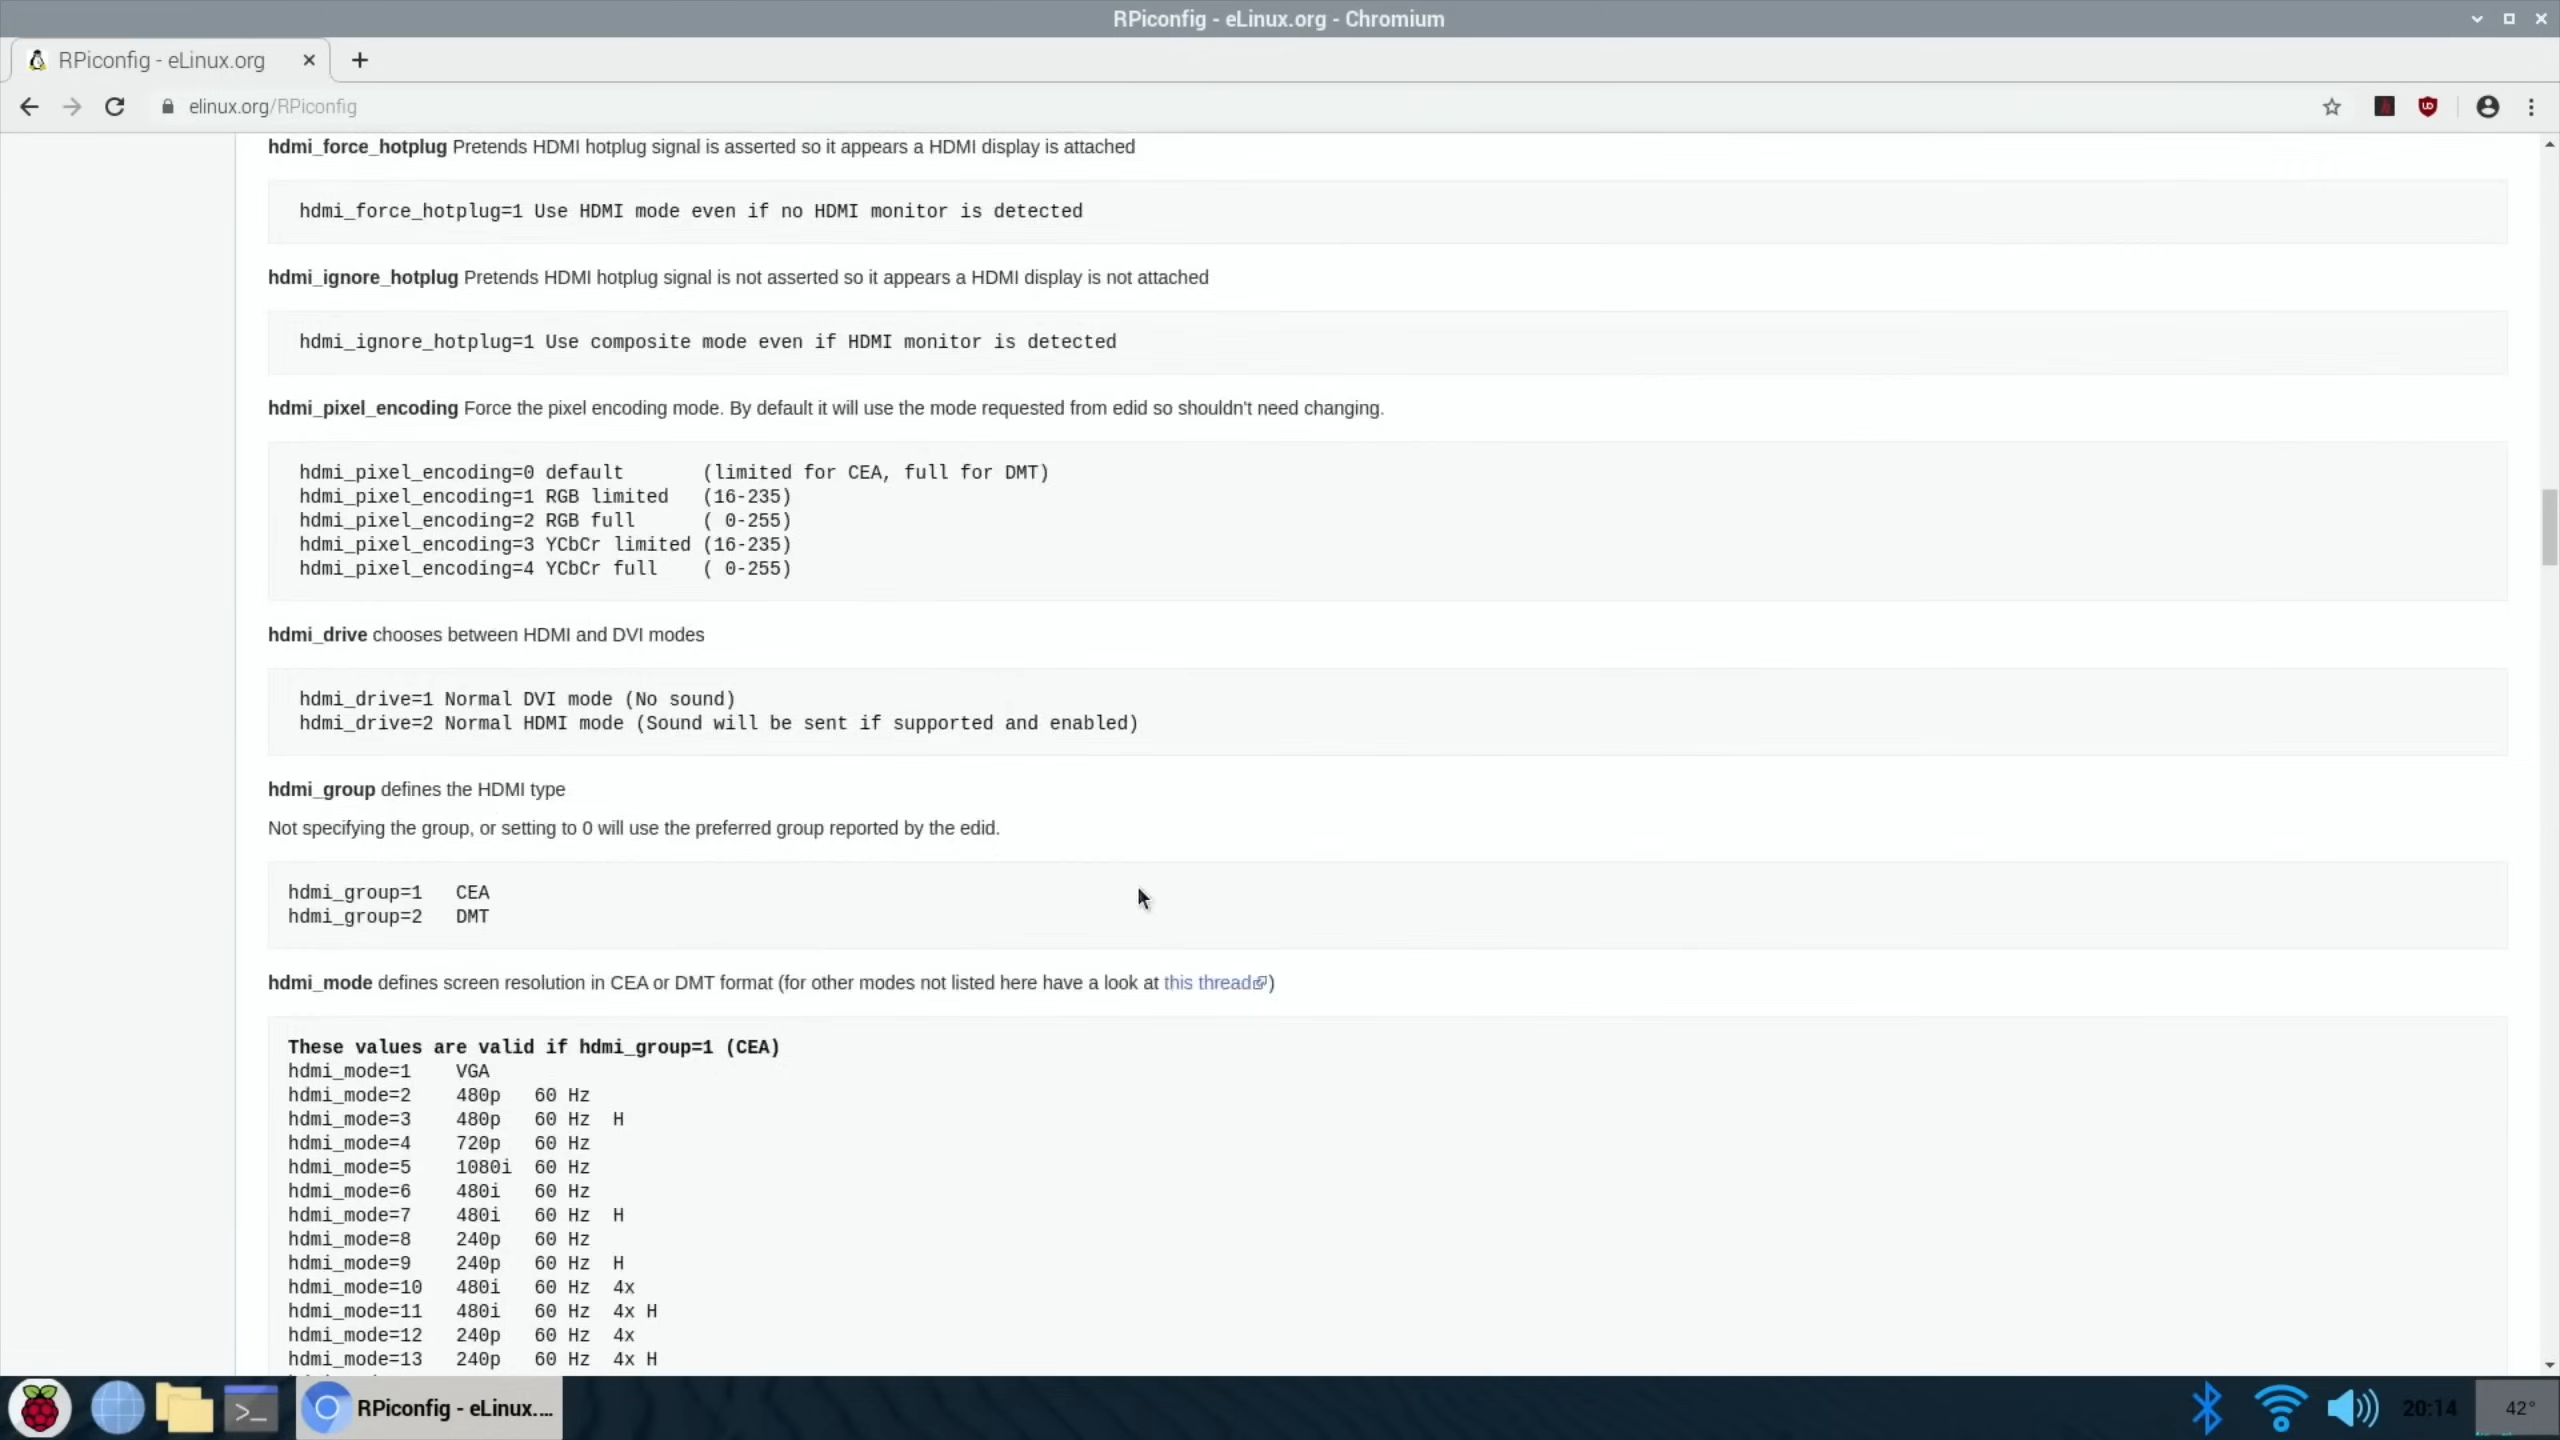 RPiconfig - eLinux.org - Chromium
RPiconfig - eLinux.org
elinux.org/RPiconfig
hdmi_force_hotplug Pretends HDMI hotplug signal is asserted so it appears a HDMI display is attached
hdmi_force_hotplug=1 Use HDMI mode even if no HDMI monitor is detected
hdmi_ignore_hotplug Pretends HDMI hotplug signal is not asserted so it appears a HDMI display is not attached
hdmi_ignore_hotplug=1 Use composite mode even if HDMI monitor is detected
hdmi_pixel_encoding Force the pixel encoding mode. By default it will use the mode requested from edid so shouldn't need changing.
hdmi_pixel_encoding=0 default       (limited for CEA, full for DMT)
hdmi_pixel_encoding=1 RGB limited   (16-235)
hdmi_pixel_encoding=2 RGB full      ( 0-255)
hdmi_pixel_encoding=3 YCbCr limited (16-235)
hdmi_pixel_encoding=4 YCbCr full    ( 0-255)
hdmi_drive chooses between HDMI and DVI modes
hdmi_drive=1 Normal DVI mode (No sound)
hdmi_drive=2 Normal HDMI mode (Sound will be sent if supported and enabled)
hdmi_group defines the HDMI type
Not specifying the group, or setting to 0 will use the preferred group reported by the edid.
hdmi_group=1   CEA
hdmi_group=2   DMT
hdmi_mode defines screen resolution in CEA or DMT format (for other modes not listed here have a look at this thread)
These values are valid if hdmi_group=1 (CEA)
hdmi_mode=1    VGA
hdmi_mode=2    480p   60 Hz
hdmi_mode=3    480p   60 Hz  H
hdmi_mode=4    720p   60 Hz
hdmi_mode=5    1080i  60 Hz
hdmi_mode=6    480i   60 Hz
hdmi_mode=7    480i   60 Hz  H
hdmi_mode=8    240p   60 Hz
hdmi_mode=9    240p   60 Hz  H
hdmi_mode=10   480i   60 Hz  4x
hdmi_mode=11   480i   60 Hz  4x H
hdmi_mode=12   240p   60 Hz  4x
hdmi_mode=13   240p   60 Hz  4x H
RPiconfig - eLinux.... 20:14 42°